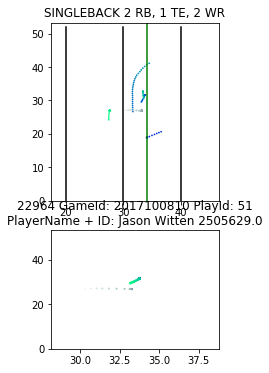 SINGLEBACK 2 RB, 1 TE, 2 WR
50
40
30
20
10
0
20 30 40
22964 GameId: 2017100810 PlayId: 51
PlayerName + ID: Jason Witten 2505629.0
40
20
0
30.0 32.5 35.0 37.5